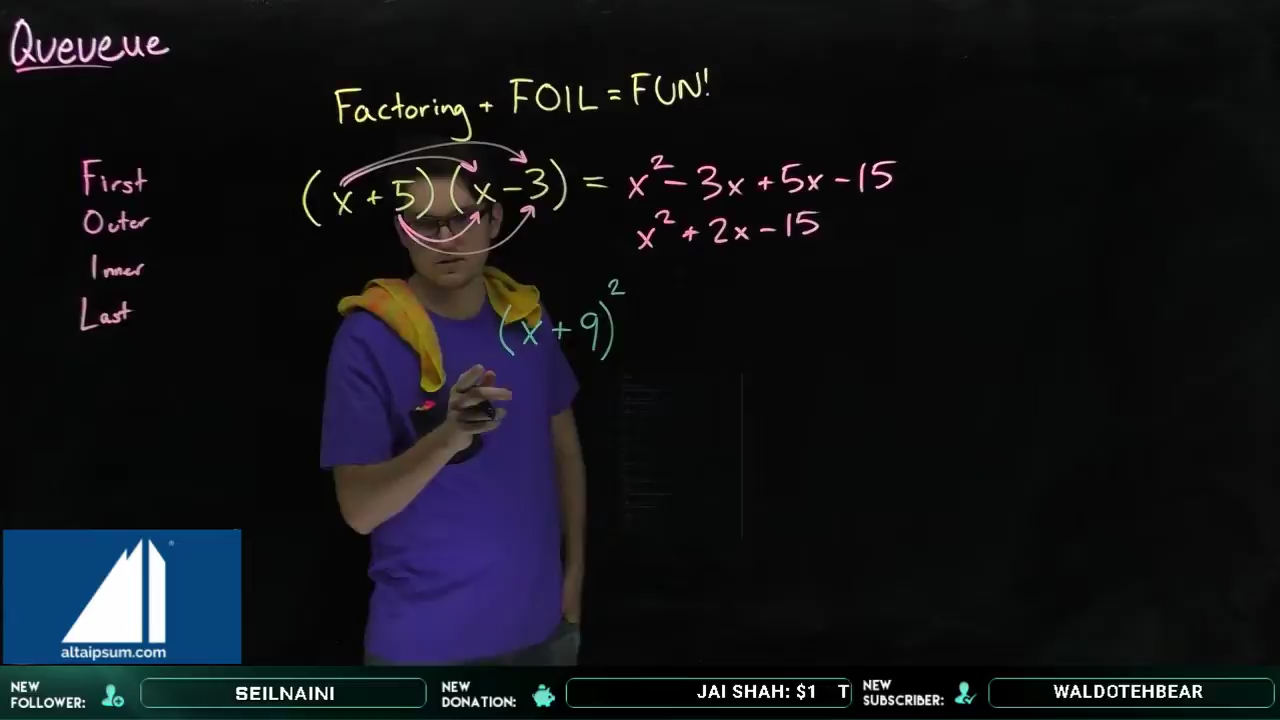 Queueue
Factoring + FOIL = FUN!
First
Outer
Inner
Last
(x + 5)(x - 3) = x² - 3x + 5x - 15
x² + 2x - 15
(x + 9)²
altaipsum.com
NEW FOLLOWER:
SEILNAINI
NEW DONATION:
JAI SHAH: $1 T
NEW SUBSCRIBER:
WALDOTEHBEAR